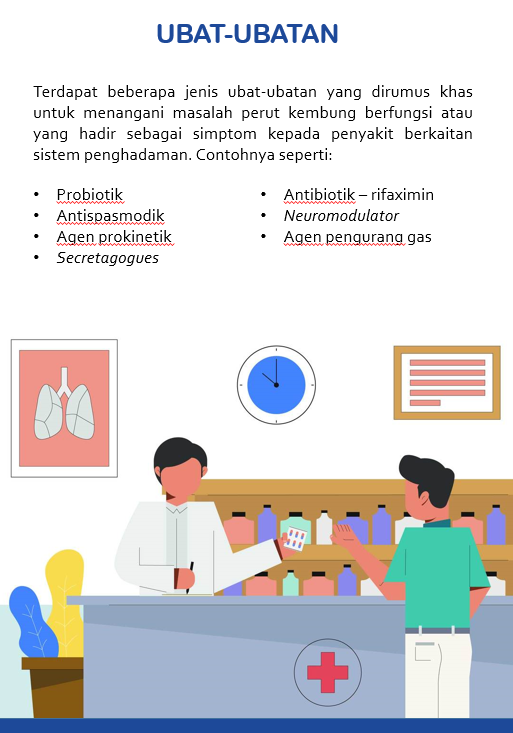 UBAT-UBATAN
Terdapat beberapa jenis ubat-ubatan yang dirumus khas
untuk menangani masalah perut kembung berfungsi atau
yang hadir sebagai simptom kepada penyakit berkaitan
sistem penghadaman. Contohnya seperti:
• Probiotik
• Antispasmodik
• Agen prokinetik
• Secretagogues
• Antibiotik – rifaximin
• Neuromodulator
• Agen pengurang gas